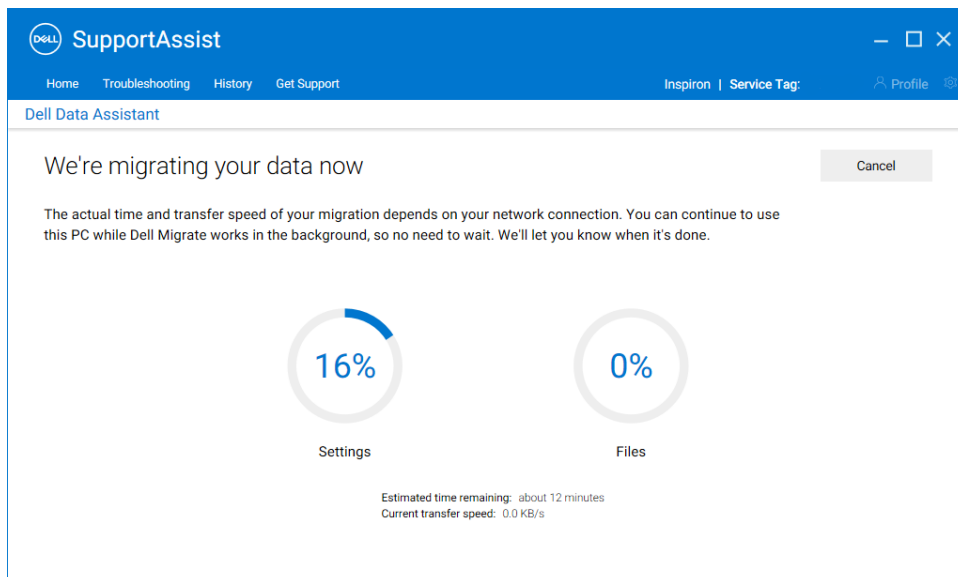 DELL SupportAssist
Home Troubleshooting History Get Support Inspiron | Service Tag: Profile
Dell Data Assistant
We're migrating your data now Cancel
The actual time and transfer speed of your migration depends on your network connection. You can continue to use
this PC while Dell Migrate works in the background, so no need to wait. We'll let you know when it's done.
16% 0%
Settings Files
Estimated time remaining: about 12 minutes
Current transfer speed: 0.0 KB/s